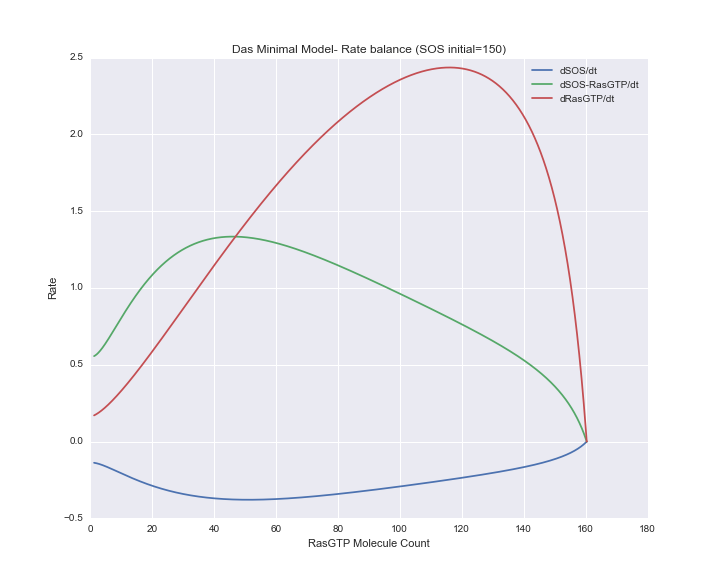 Das Minimal Model- Rate balance (SOS initial=150)
dSOS/dt
dSOS-RasGTP/dt
dRasGTP/dt
2.5
2.0
1.5
1.0
0.5
0.0
−0.5
Rate
0 20 40 60 80 100 120 140 160 180
RasGTP Molecule Count